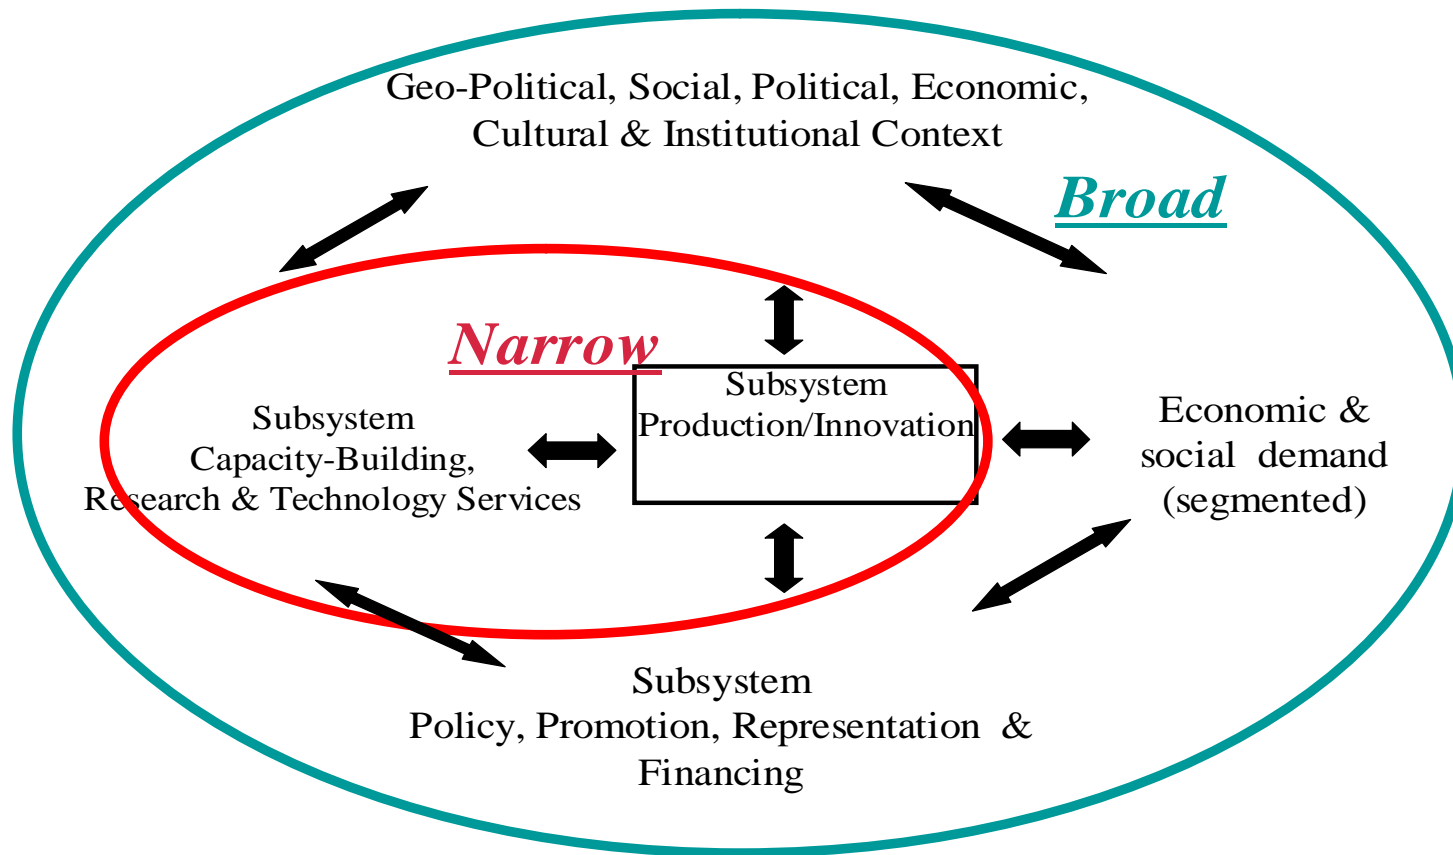 Geo-Political, Social, Political, Economic,
Cultural & Institutional Context
Broad
Narrow
Subsystem
Production/Innovation
Subsystem
Capacity-Building,
Research & Technology Services
Economic &
social demand
(segmented)
Subsystem
Policy, Promotion, Representation &
Financing